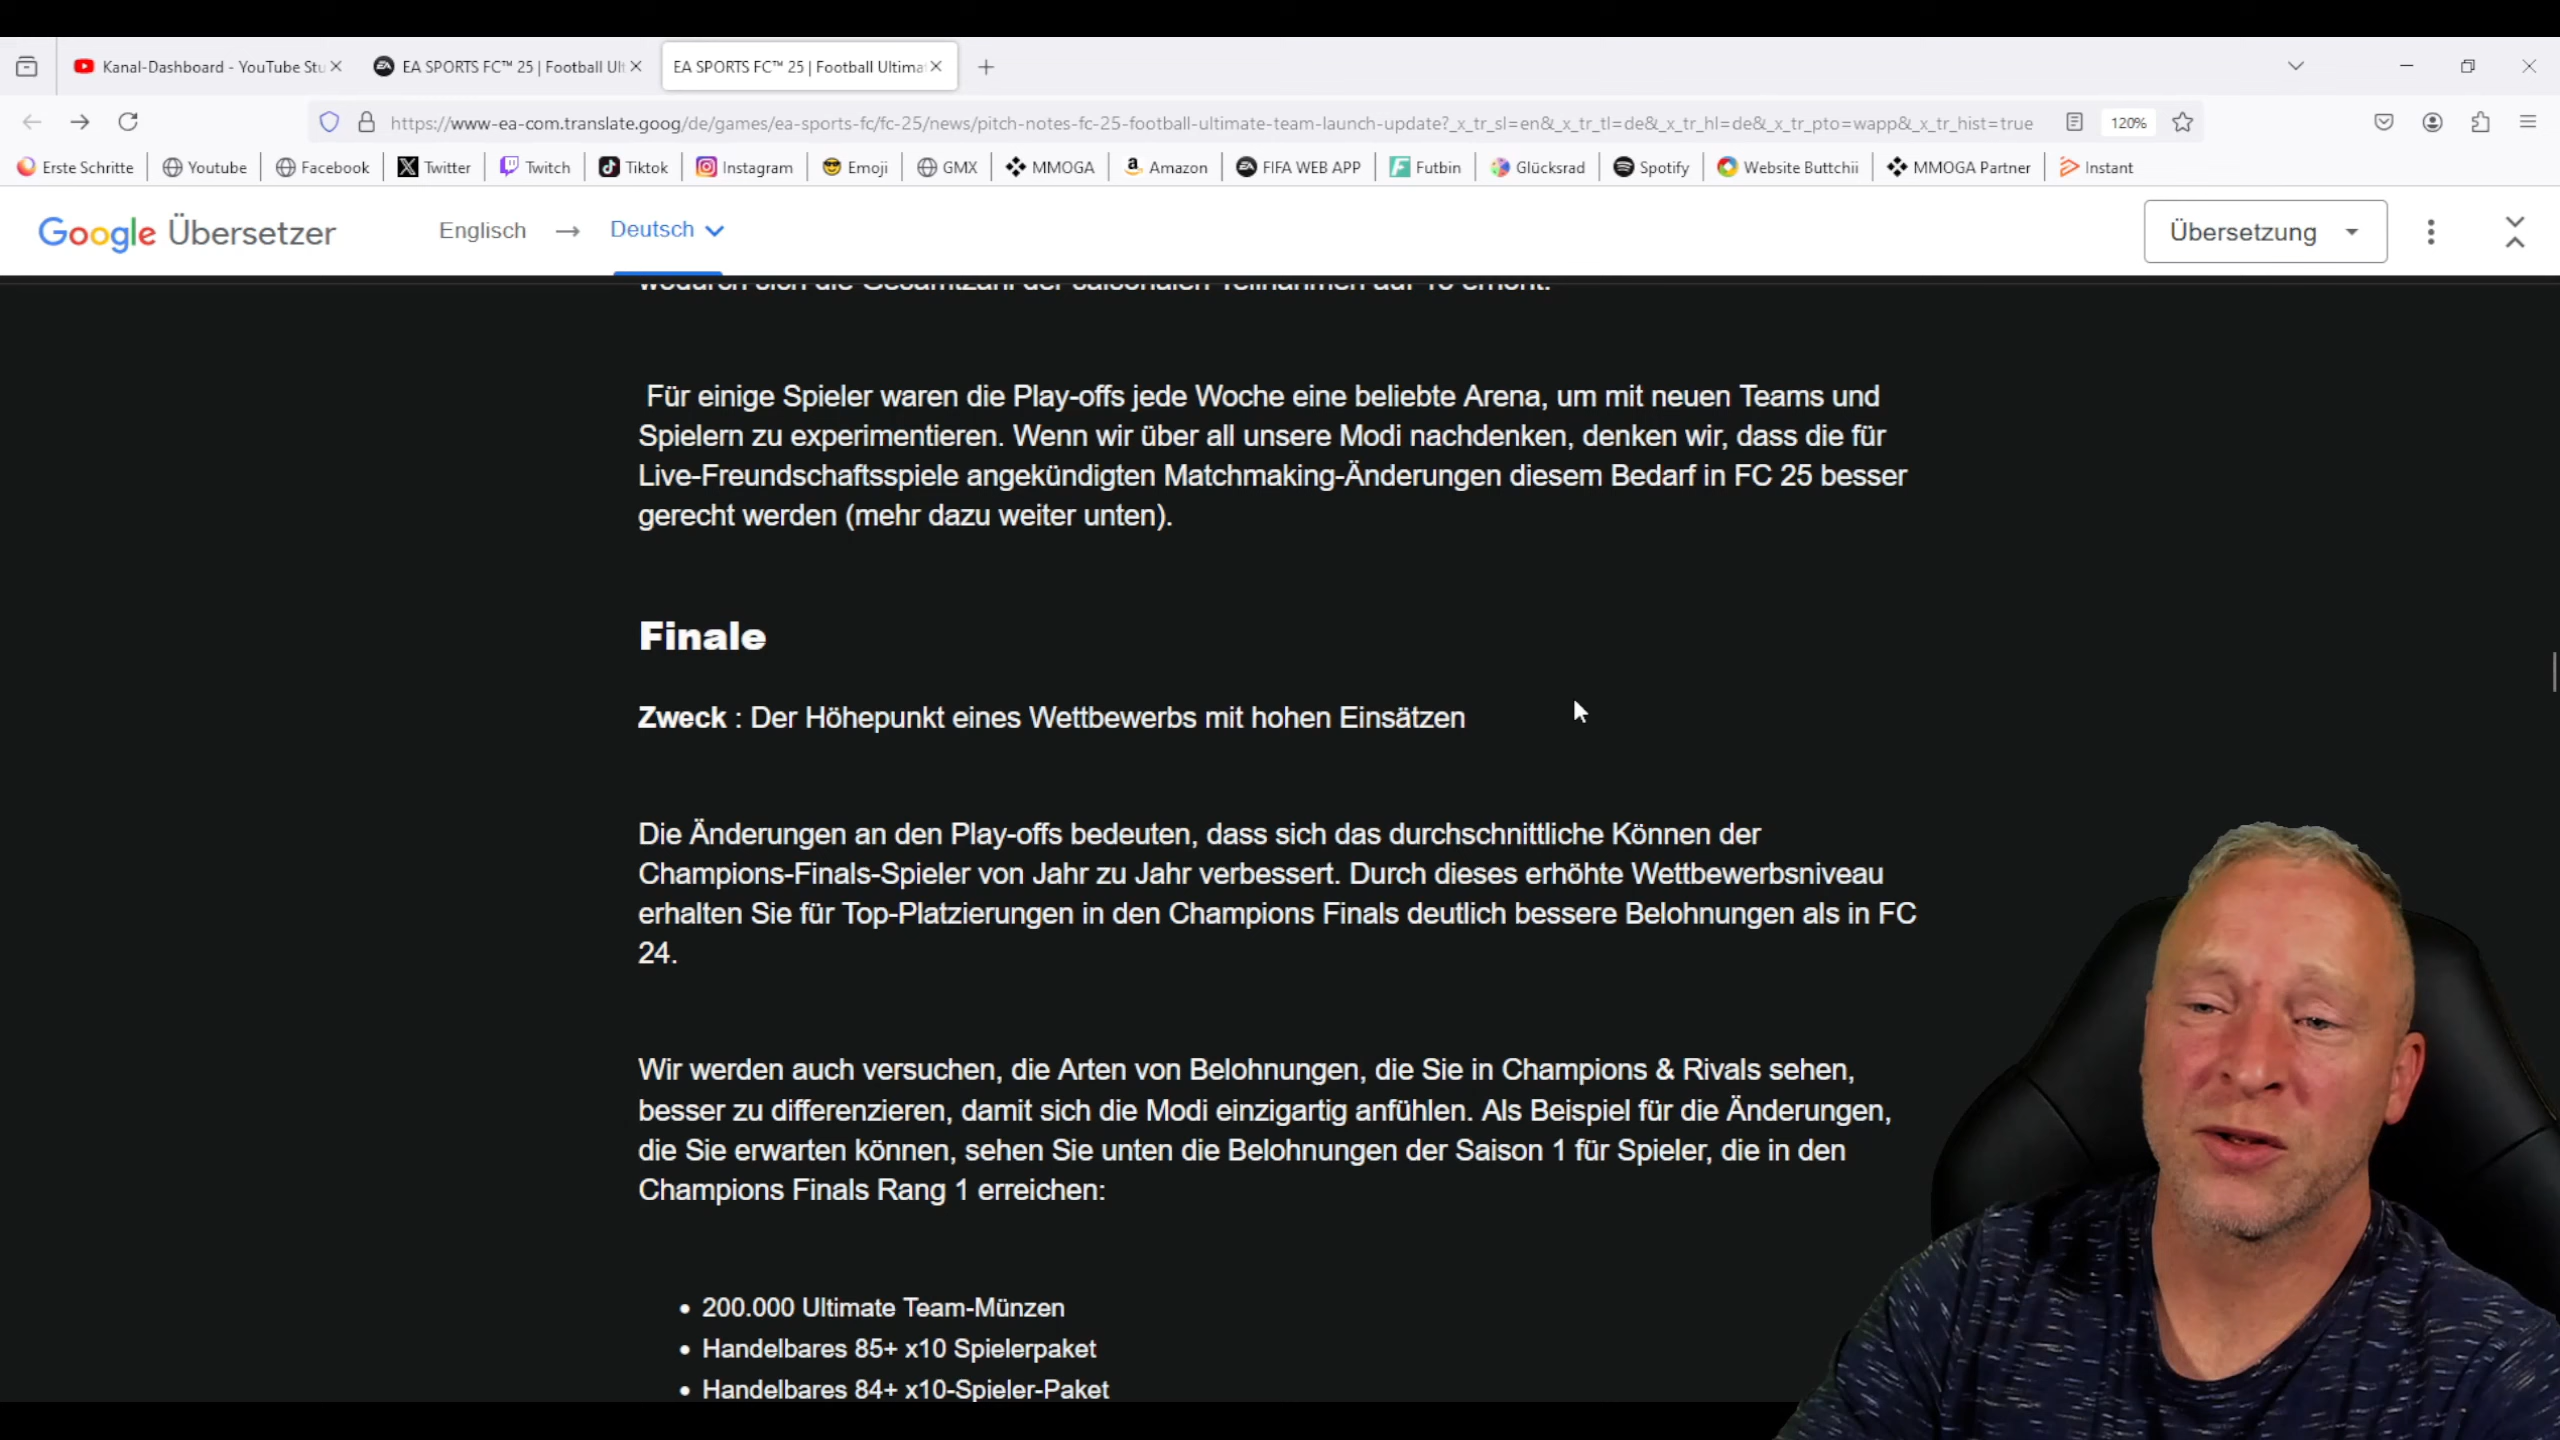 Kanal-Dashboard - YouTube Stu
EA SPORTS FC™ 25 | Football Ult
EA SPORTS FC™ 25 | Football Ultima
https://www-ea-com.translate.goog/de/games/ea-sports-fc/fc-25/news/pitch-notes-fc-25-football-ultimate-team-launch-update?_x_tr_sl=en&_x_tr_tl=de&_x_tr_hl=de&_x_tr_pto=wapp&_x_tr_hist=true
120%
Erste Schritte
Youtube
Facebook
Twitter
Twitch
Tiktok
Instagram
Emoji
GMX
MMOGA
Amazon
FIFA WEB APP
Futbin
Glücksrad
Spotify
Website Buttchii
MMOGA Partner
Instant
Google Übersetzer
Englisch → Deutsch
Übersetzung
wodurch sich die Gesamtzahl der saisonalen Teilnahmen auf 10 erhöht.
Für einige Spieler waren die Play-offs jede Woche eine beliebte Arena, um mit neuen Teams und
Spielern zu experimentieren. Wenn wir über all unsere Modi nachdenken, denken wir, dass die für
Live-Freundschaftsspiele angekündigten Matchmaking-Änderungen diesem Bedarf in FC 25 besser
gerecht werden (mehr dazu weiter unten).
Finale
Zweck : Der Höhepunkt eines Wettbewerbs mit hohen Einsätzen
Die Änderungen an den Play-offs bedeuten, dass sich das durchschnittliche Können der
Champions-Finals-Spieler von Jahr zu Jahr verbessert. Durch dieses erhöhte Wettbewerbsniveau
erhalten Sie für Top-Platzierungen in den Champions Finals deutlich bessere Belohnungen als in FC
24.
Wir werden auch versuchen, die Arten von Belohnungen, die Sie in Champions & Rivals sehen,
besser zu differenzieren, damit sich die Modi einzigartig anfühlen. Als Beispiel für die Änderungen,
die Sie erwarten können, sehen Sie unten die Belohnungen der Saison 1 für Spieler, die in den
Champions Finals Rang 1 erreichen:
• 200.000 Ultimate Team-Münzen
• Handelbares 85+ x10 Spielerpaket
• Handelbares 84+ x10-Spieler-Paket